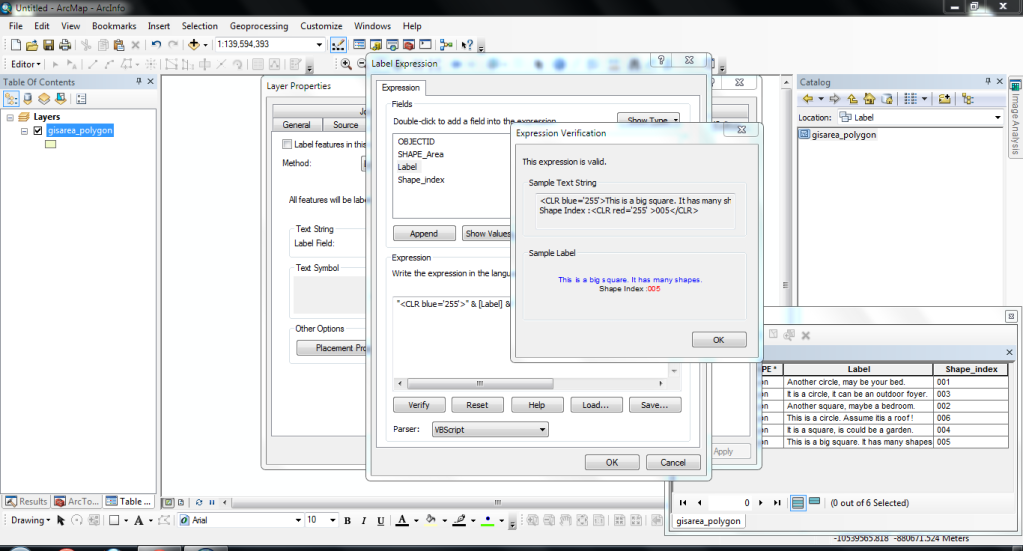 Untitled - ArcMap - ArcInfo
File Edit View Bookmarks Insert Selection Geoprocessing Customize Windows Help
1:139,594,393
Editor
Table Of Contents
Layers
gisarea_polygon
Layer Properties
General Source
Label features in this
Method:
All features will be labe
Text String
Label Field:
Text Symbol
Other Options
Placement Pro
Apply
Label Expression
Expression
Fields
Double-click to add a field into the expression
Show Type
OBJECTID
SHAPE_Area
Label
Shape_index
Append Show Values
Expression
Write the expression in the langu
"<CLR blue='255'>" & [Label] &
Verify Reset Help Load... Save...
Parser: VBScript
OK Cancel
Expression Verification
This expression is valid.
Sample Text String
<CLR blue='255'>This is a big square. It has many sh
Shape Index :<CLR red='255' >005</CLR>
Sample Label
This is a big square. It has many shapes.
Shape Index :005
OK
Catalog
Location: Label
gisarea_polygon
Image Analysis
PE * Label Shape_index
on Another circle, may be your bed. 001
on It is a circle, it can be an outdoor foyer. 003
on Another square, maybe a bedroom. 002
on This is a circle. Assume itis a roof ! 006
on It is a square, is could be a garden. 004
on This is a big square. It has many shapes 005
0 (0 out of 6 Selected)
gisarea_polygon
Results ArcTo... Table ...
Drawing Arial 10 B I U A
-10539565.818 -880671.524 Meters